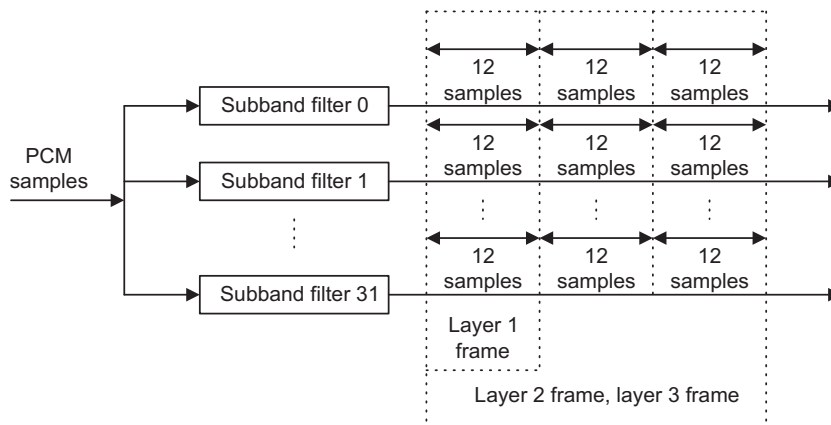 12 12 12
samples samples samples
Subband filter 0
12 12 12
PCM
samples
samples samples samples
Subband filter 1
12 12 12
samples samples samples
Subband filter 31
Layer 1
frame
Layer 2 frame, layer 3 frame